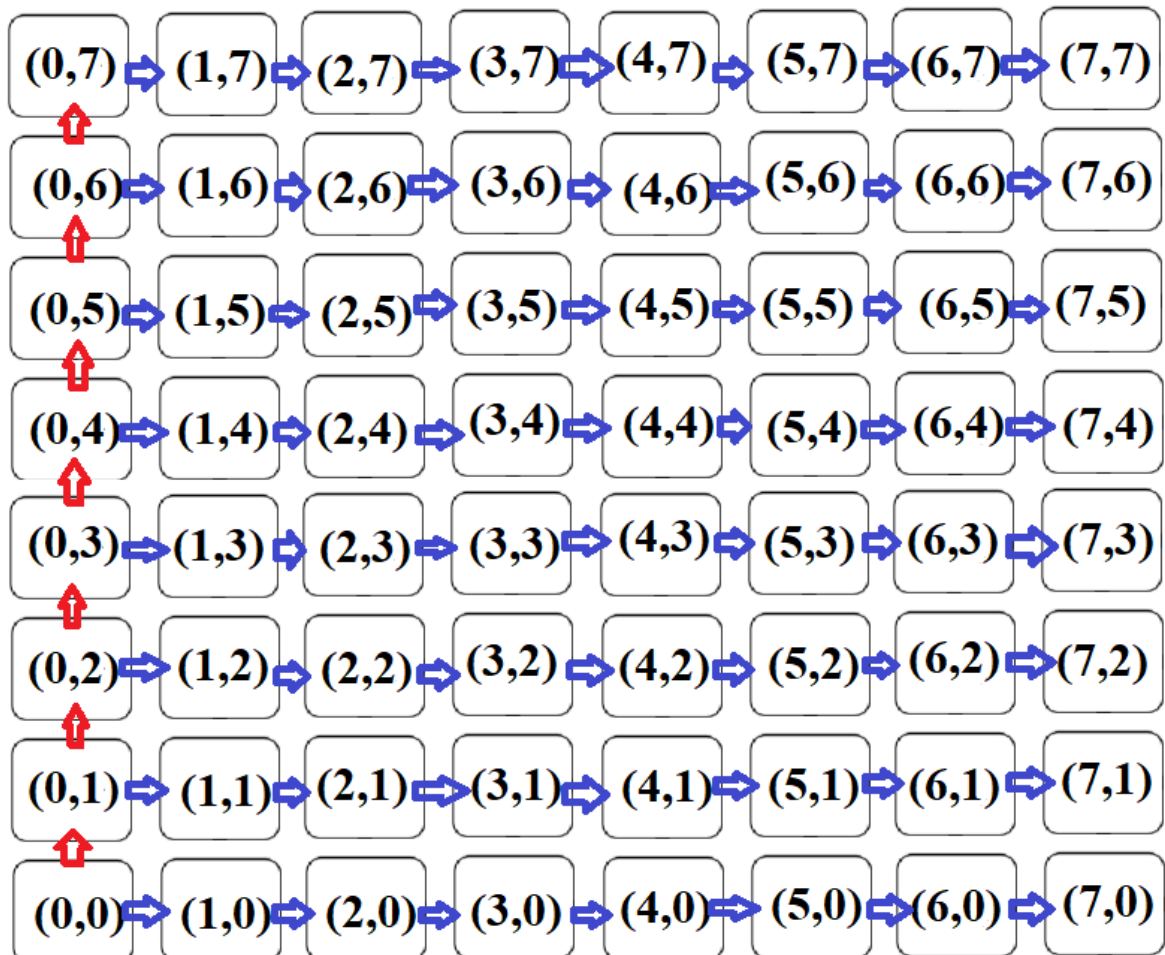 (0,7) (1,7) (2,7) (3,7) (4,7) (5,7) (6,7) (7,7)
(0,6) (1,6) (2,6) (3,6) (4,6) (5,6) (6,6) (7,6)
(0,5) (1,5) (2,5) (3,5) (4,5) (5,5) (6,5) (7,5)
(0,4) (1,4) (2,4) (3,4) (4,4) (5,4) (6,4) (7,4)
(0,3) (1,3) (2,3) (3,3) (4,3) (5,3) (6,3) (7,3)
(0,2) (1,2) (2,2) (3,2) (4,2) (5,2) (6,2) (7,2)
(0,1) (1,1) (2,1) (3,1) (4,1) (5,1) (6,1) (7,1)
(0,0) (1,0) (2,0) (3,0) (4,0) (5,0) (6,0) (7,0)